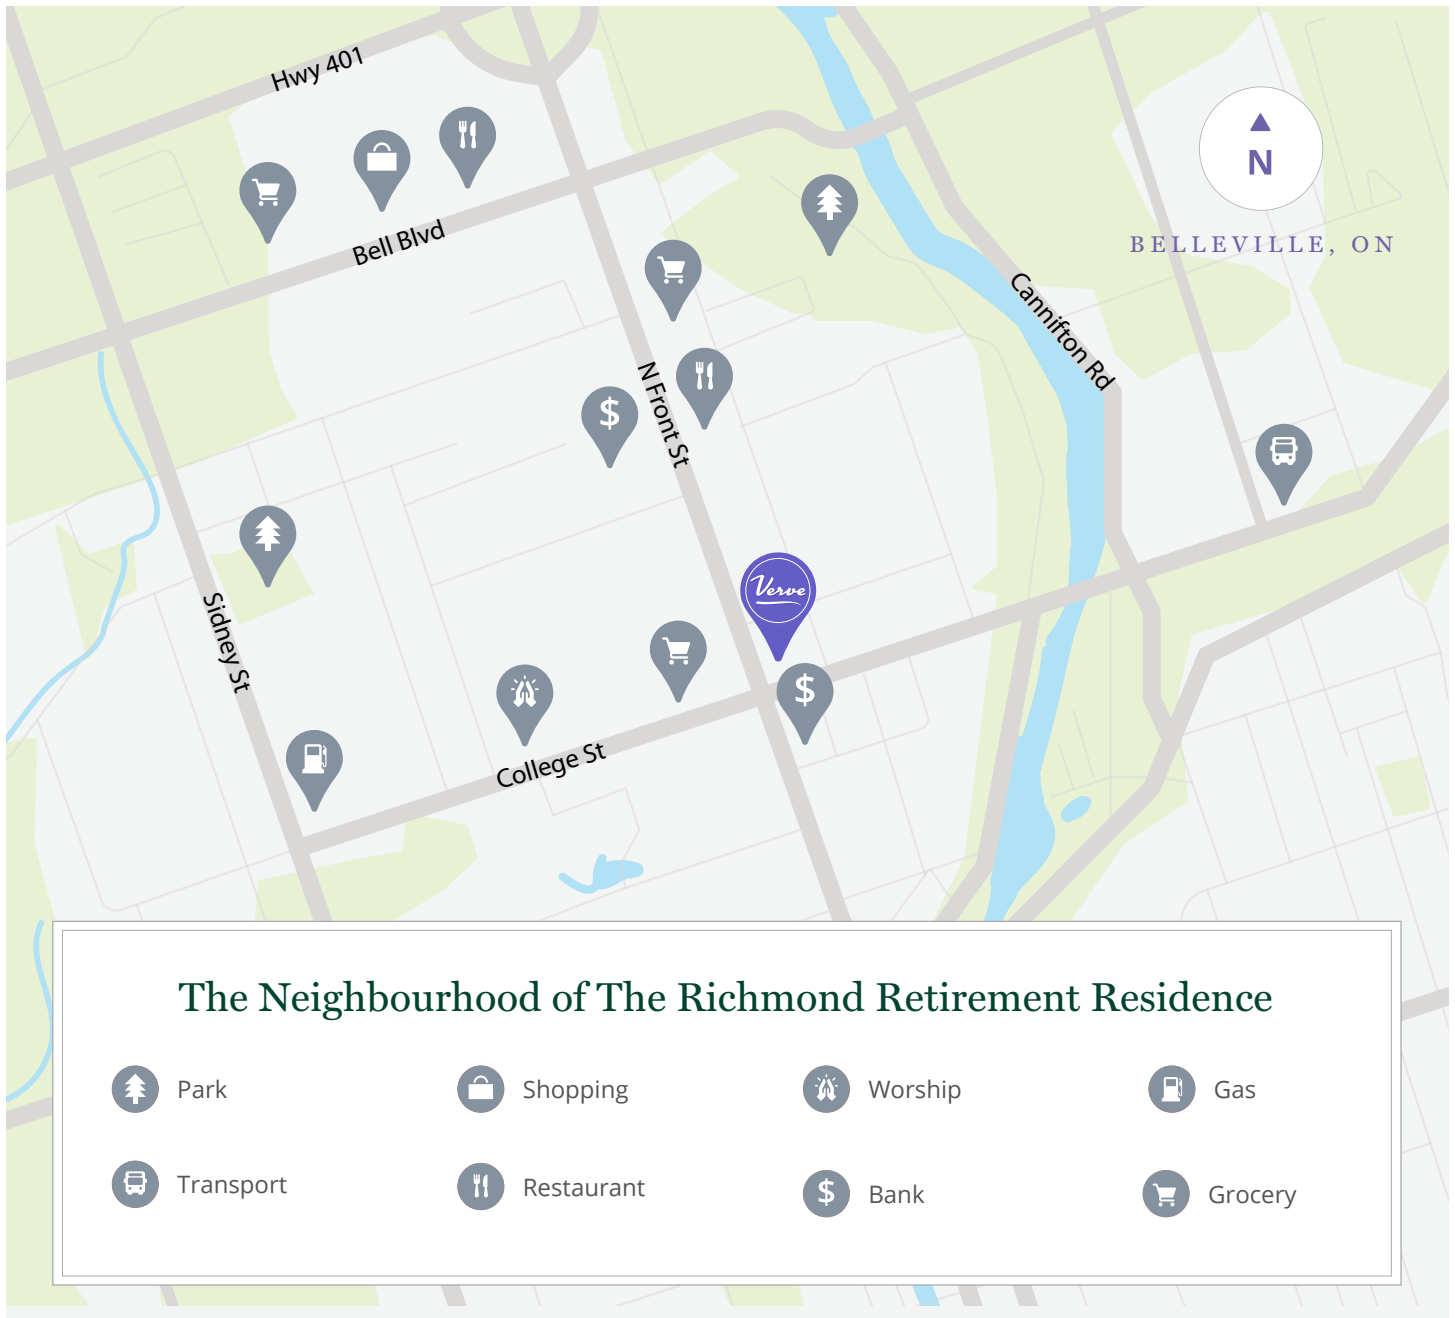 Hwy 401
N
BELLEVILLE, ON
Bell Blvd
Cannifton Rd
N Front St
$
Verve
Sidney St
$
College St
The Neighbourhood of The Richmond Retirement Residence
Park
Shopping
Worship
Gas
Transport
Restaurant
$ Bank
Grocery